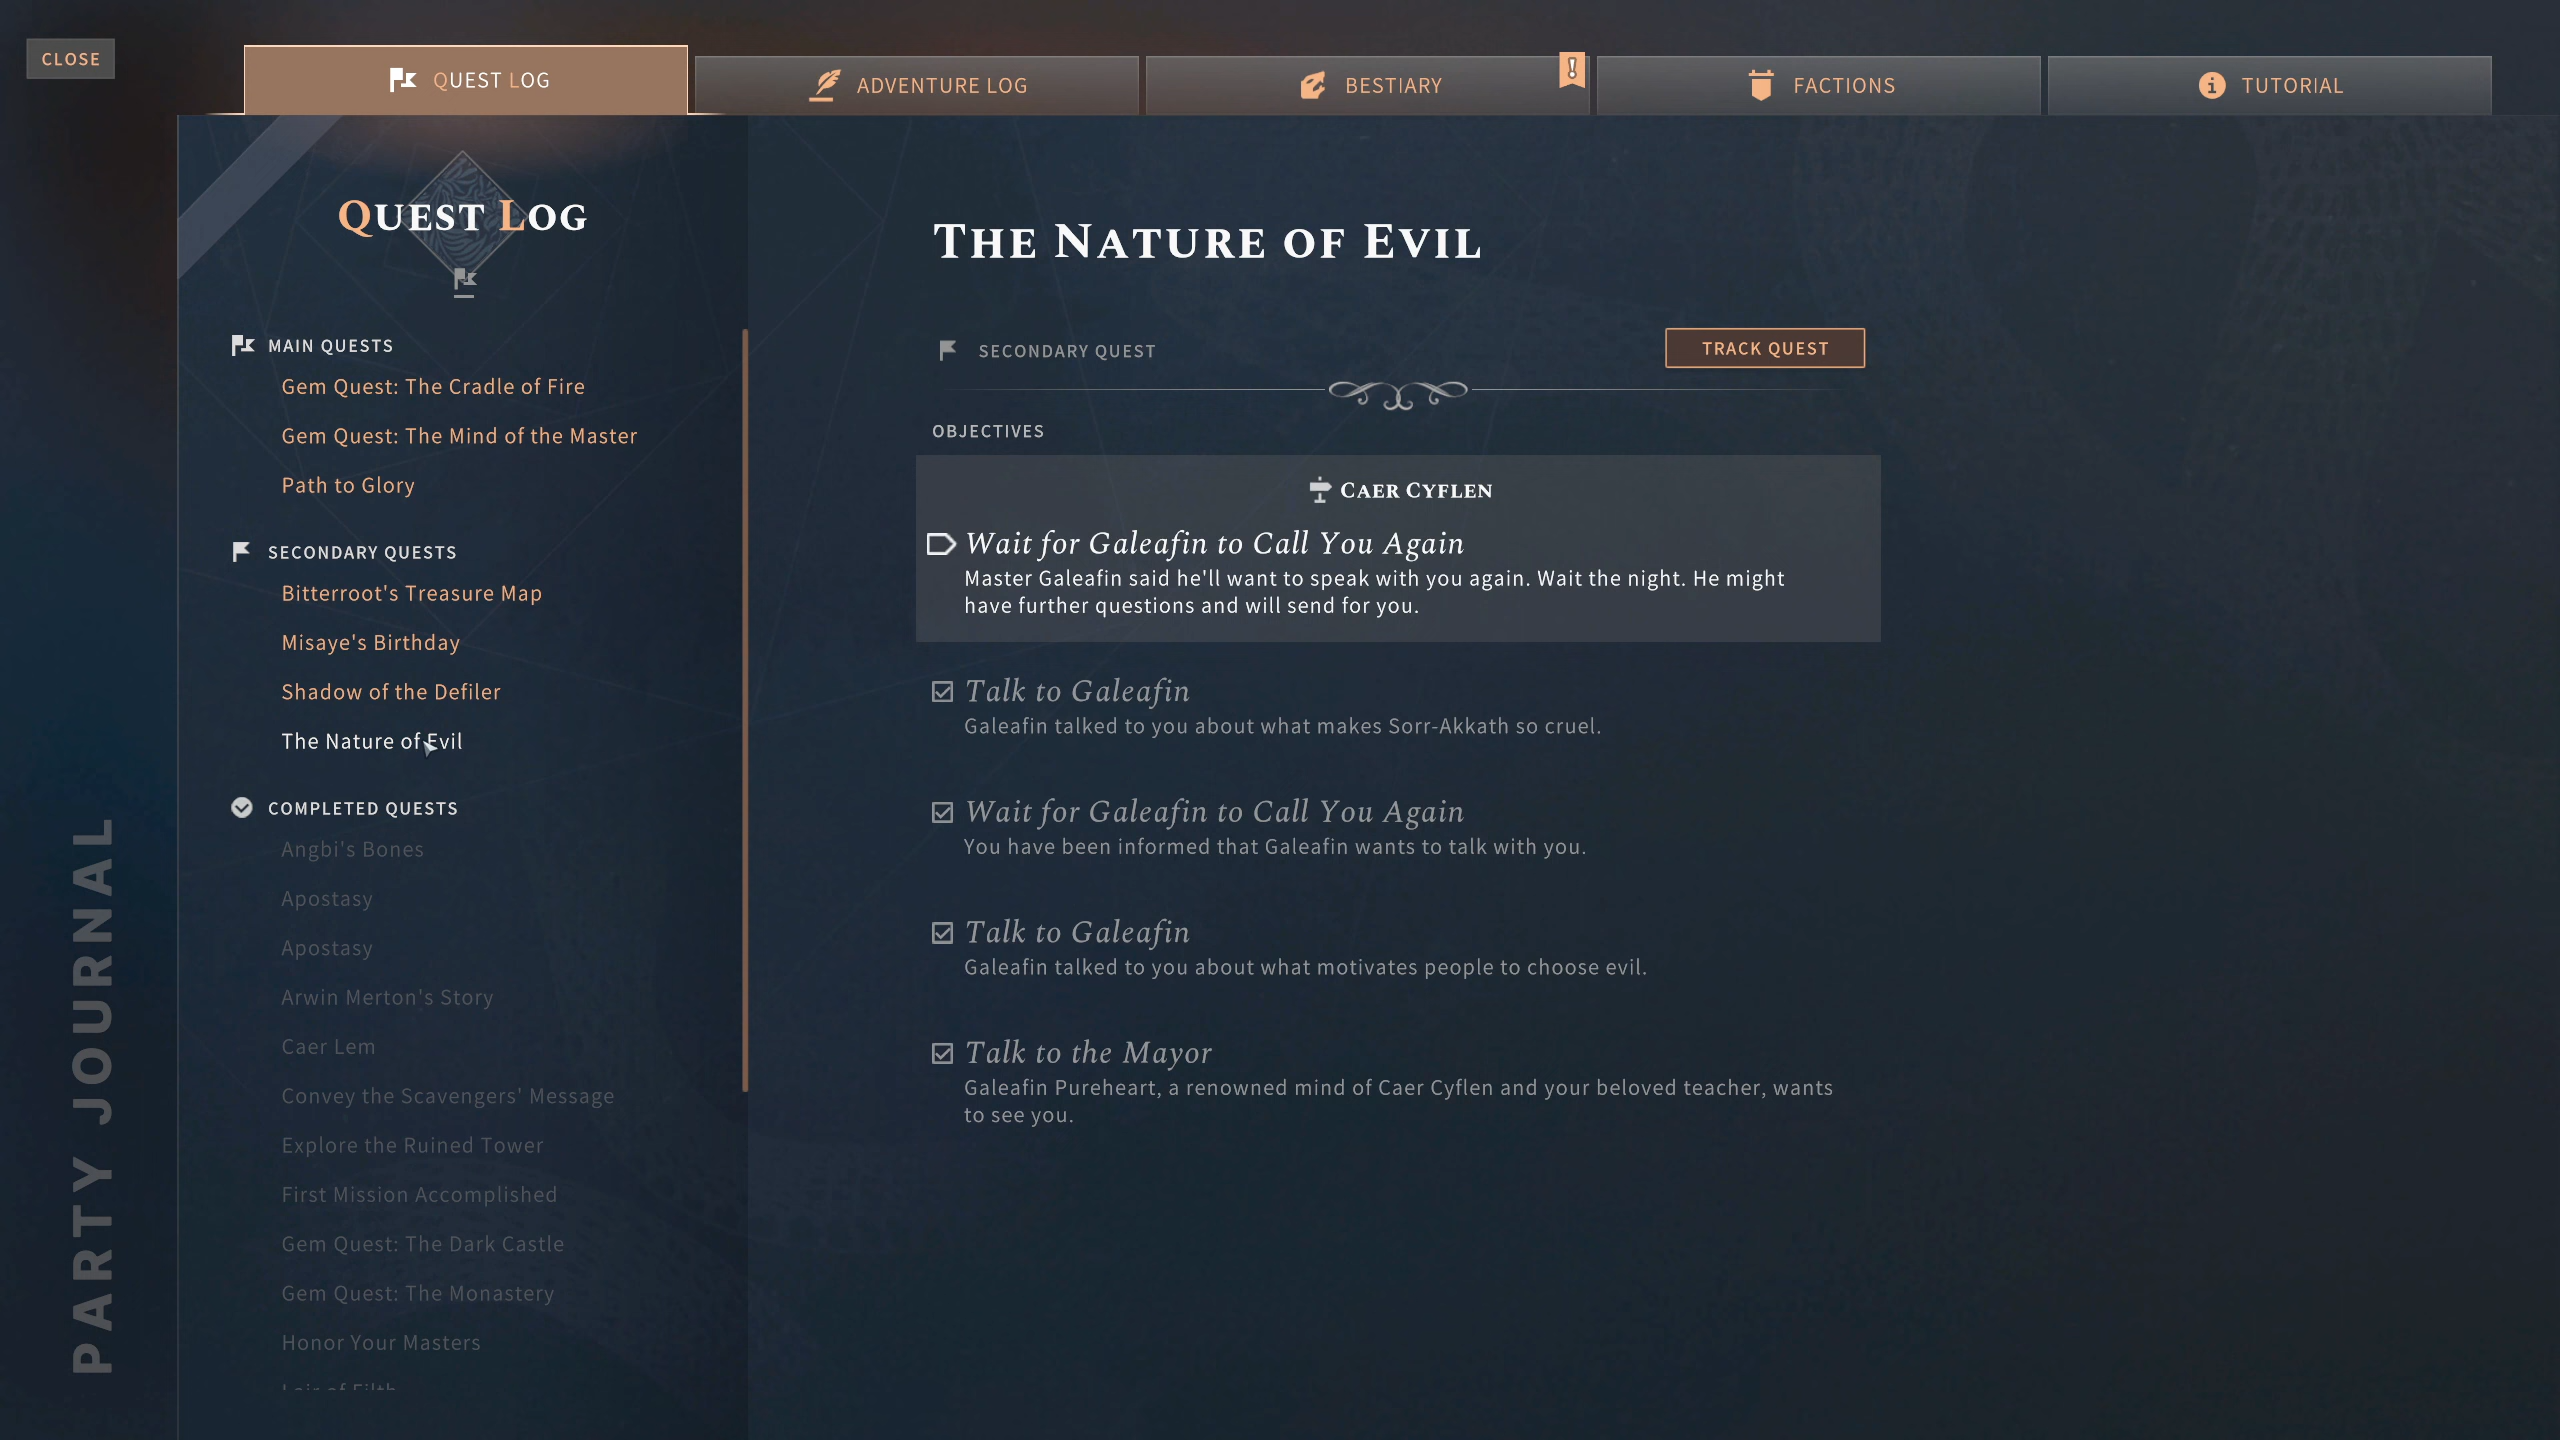 CLOSE
QUEST LOG
ADVENTURE LOG
BESTIARY
FACTIONS
TUTORIAL
QUEST LOG
MAIN QUESTS
Gem Quest: The Cradle of Fire
Gem Quest: The Mind of the Master
Path to Glory
SECONDARY QUESTS
Bitterroot's Treasure Map
Misaye's Birthday
Shadow of the Defiler
The Nature of Evil
COMPLETED QUESTS
Angbi's Bones
Apostasy
Apostasy
Arwin Merton's Story
Caer Lem
Convey the Scavengers' Message
Explore the Ruined Tower
First Mission Accomplished
Gem Quest: The Dark Castle
Gem Quest: The Monastery
Honor Your Masters
Lair of Filth
PARTY JOURNAL
THE NATURE OF EVIL
SECONDARY QUEST
TRACK QUEST
OBJECTIVES
CAER CYFLEN
Wait for Galeafin to Call You Again
Master Galeafin said he'll want to speak with you again. Wait the night. He might
have further questions and will send for you.
Talk to Galeafin
Galeafin talked to you about what makes Sorr-Akkath so cruel.
Wait for Galeafin to Call You Again
You have been informed that Galeafin wants to talk with you.
Talk to Galeafin
Galeafin talked to you about what motivates people to choose evil.
Talk to the Mayor
Galeafin Pureheart, a renowned mind of Caer Cyflen and your beloved teacher, wants
to see you.